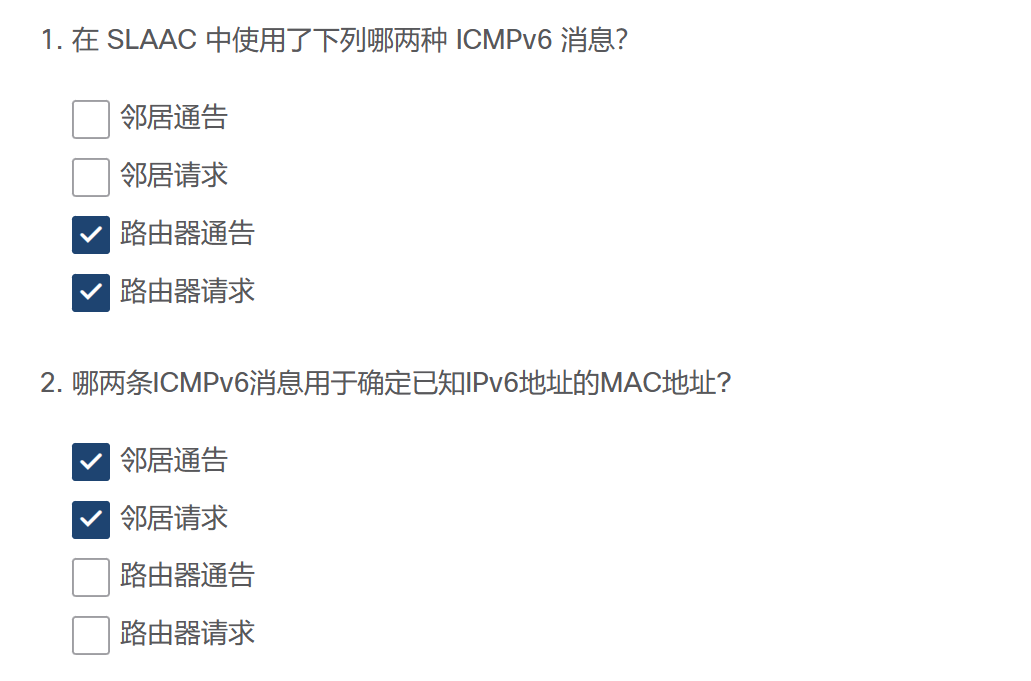 1. 在 SLAAC 中使用了下列哪两种 ICMPv6 消息?
邻居通告
邻居请求
路由器通告
路由器请求
2. 哪两条ICMPv6消息用于确定已知IPv6地址的MAC地址?
邻居通告
邻居请求
路由器通告
路由器请求